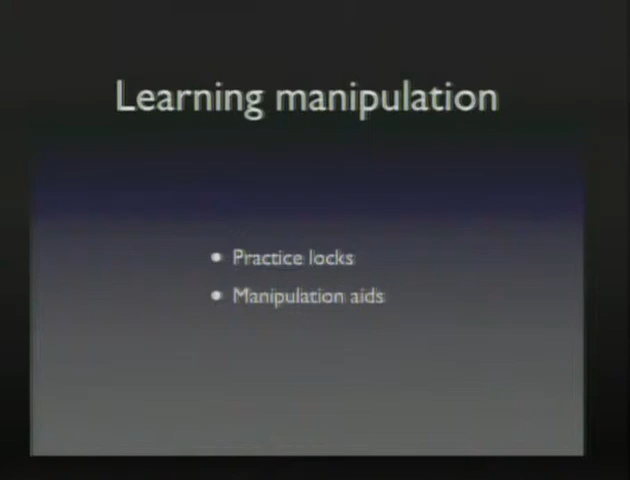 Learning manipulation
• Practice locks
• Manipulation aids